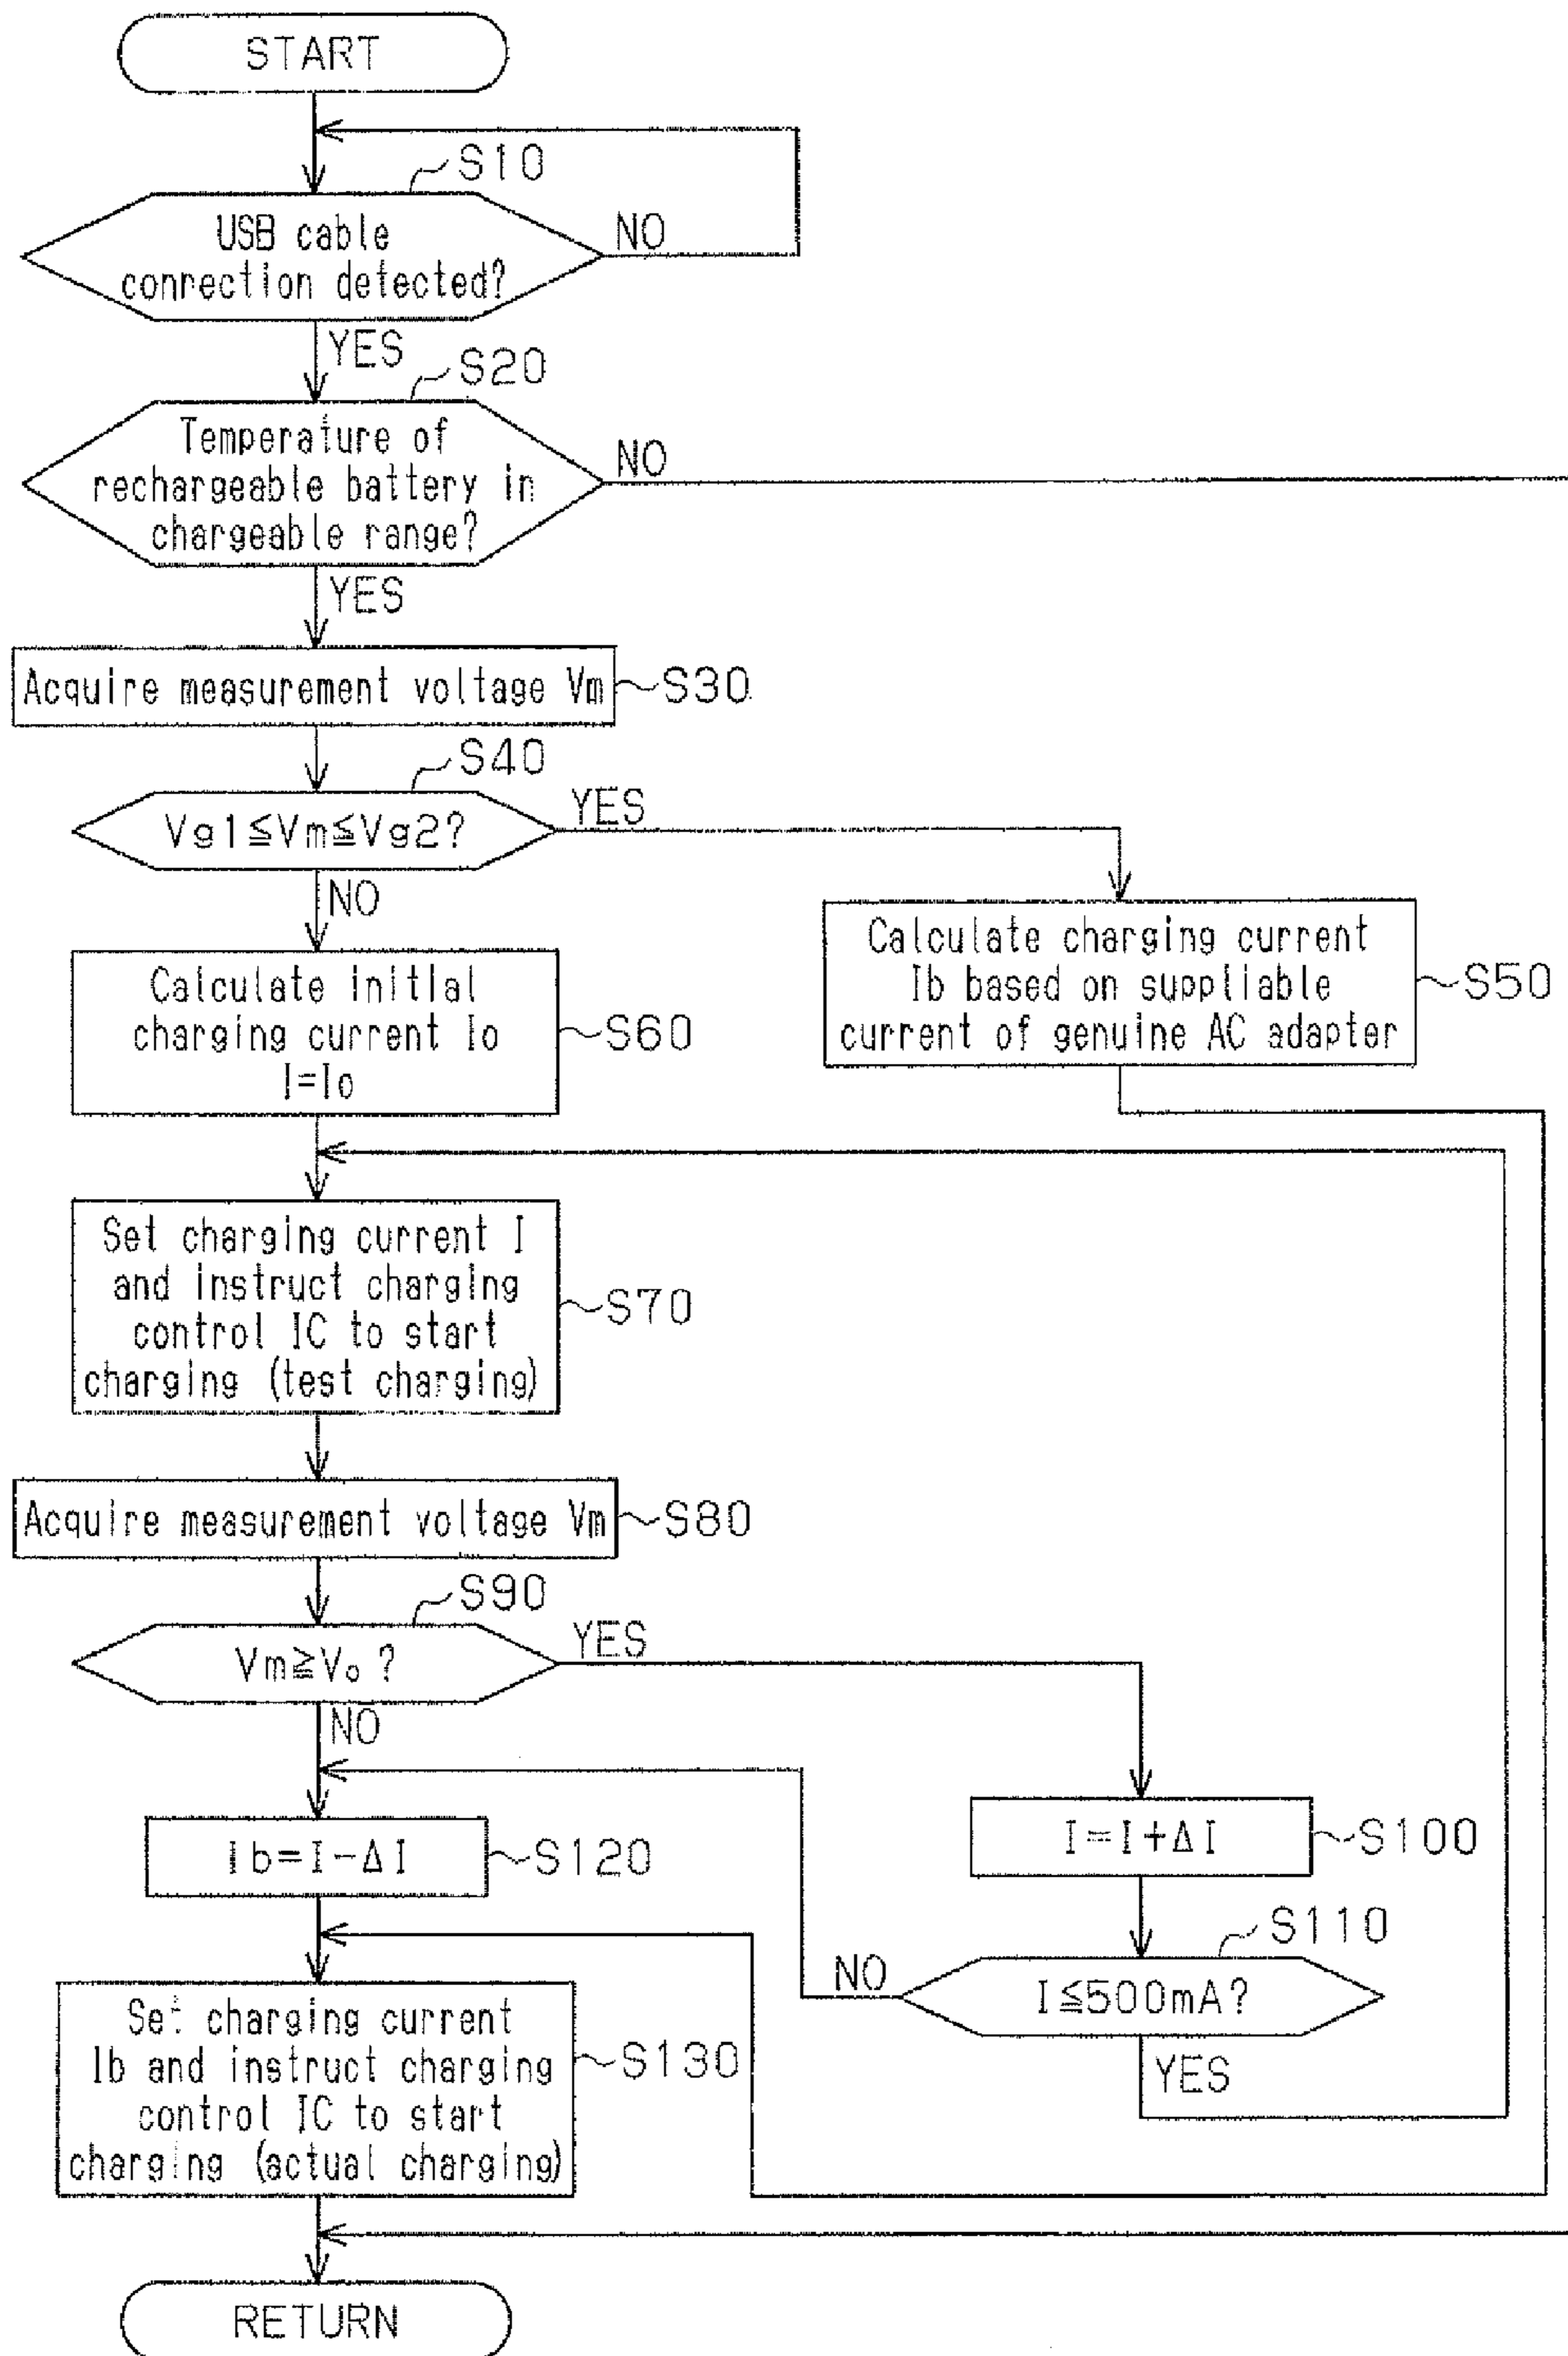 START
S10
USB cable
connection detected?
NO
YES
S20
Temperature of
rechargeable battery in
chargeable range?
NO
YES
Acquire measurement voltage Vm
S30
S40
Vg1≦Vm≦Vg2?
YES
NO
Calculate charging current
Ib based on suppliable
current of genuine AC adapter
S50
Calculate initial
charging current Io
I=Io
S60
Set charging current I
and instruct charging
control IC to start
charging (test charging)
S70
Acquire measurement voltage Vm
S80
S90
Vm≧Vo ?
YES
NO
Ib=I-ΔI
S120
I=I+ΔI
S100
S110
I≦500mA?
NO
YES
Set charging current
Ib and instruct charging
control IC to start
charging (actual charging)
S130
RETURN